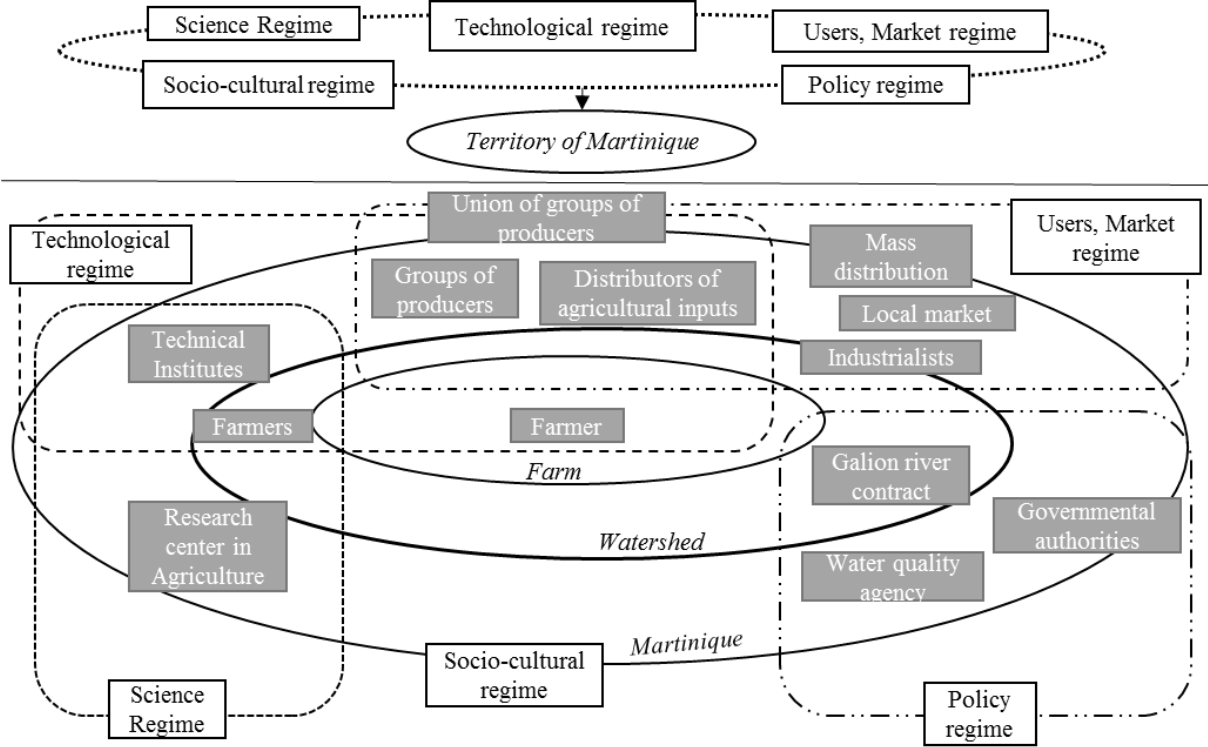 Science Regime
Technological regime
Users, Market regime
Socio-cultural regime
Policy regime
Territory of Martinique
Union of groups of
producers
Technological
regime
Users, Market
regime
Mass
distribution
Groups of
producers
Distributors of
agricultural inputs
Local market
Technical
Institutes
Industrialists
Farmers
Farmer
Farm
Galion river
contract
Research
center in
Agriculture
Watershed
Governmental
authorities
Water quality
agency
Martinique
Socio-cultural
regime
Science
Regime
Policy
regime